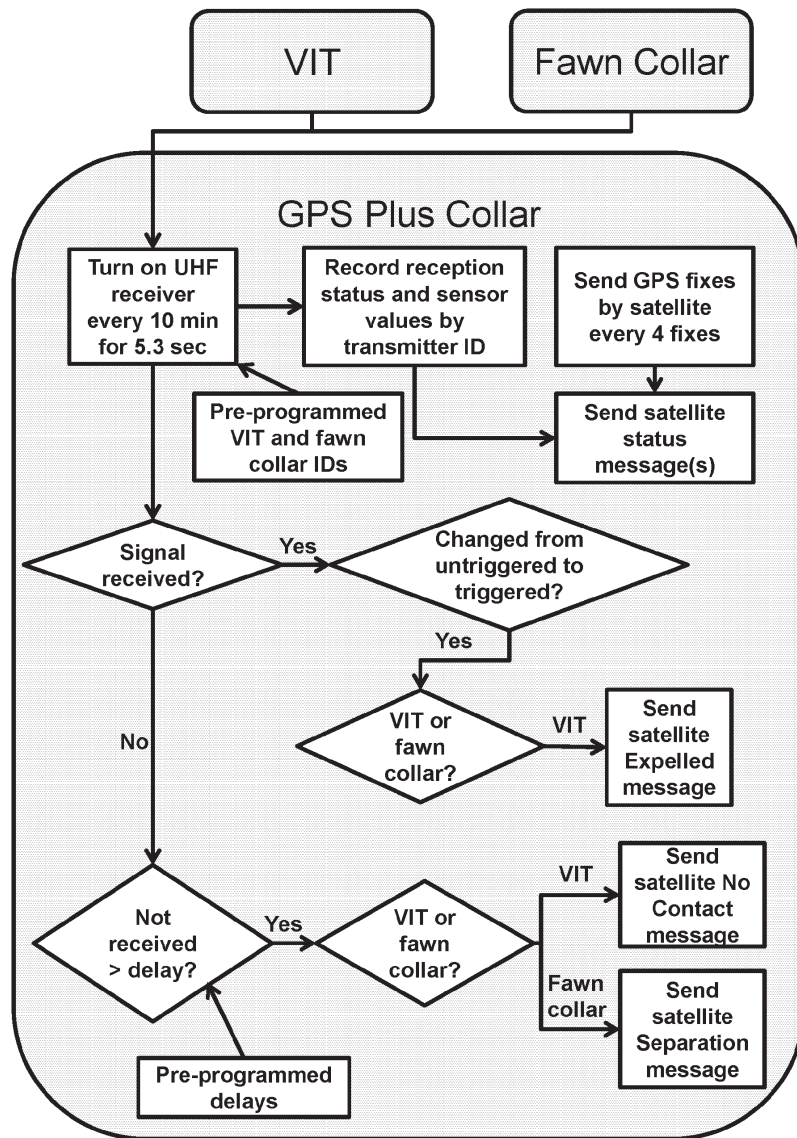 VIT
Fawn Collar
GPS Plus Collar
Turn on UHF
receiver
every 10 min
for 5.3 sec
Record reception
status and sensor
values by
transmitter ID
Send GPS fixes
by satellite
every 4 fixes
Pre-programmed
VIT and fawn
collar IDs
Send satellite
status
message(s)
Signal
received?
Yes
Changed from
untriggered to
triggered?
Yes
No
VIT or
fawn
collar?
VIT
Send
satellite
Expelled
message
Not
received
> delay?
Yes
VIT or
fawn
collar?
VIT
Send
satellite No
Contact
message
Fawn
collar
Send
satellite
Separation
message
Pre-programmed
delays